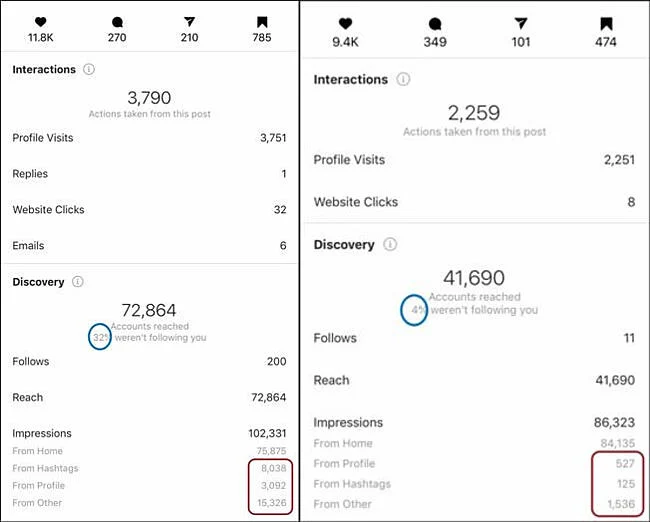 11.8K 270 210 785
Interactions
3,790
Actions taken from this post
Profile Visits 3,751
Replies 1
Website Clicks 32
Emails 6
Discovery
72,864
Accounts reached
32% weren't following you
Follows 200
Reach 72,864
Impressions 102,331
From Home 75,875
From Hashtags 8,038
From Profile 3,092
From Other 15,326
9.4K 349 101 474
Interactions
2,259
Actions taken from this post
Profile Visits 2,251
Website Clicks 8
Discovery
41,690
Accounts reached
4% weren't following you
Follows 11
Reach 41,690
Impressions 86,323
From Home 84,135
From Profile 527
From Hashtags 125
From Other 1,536